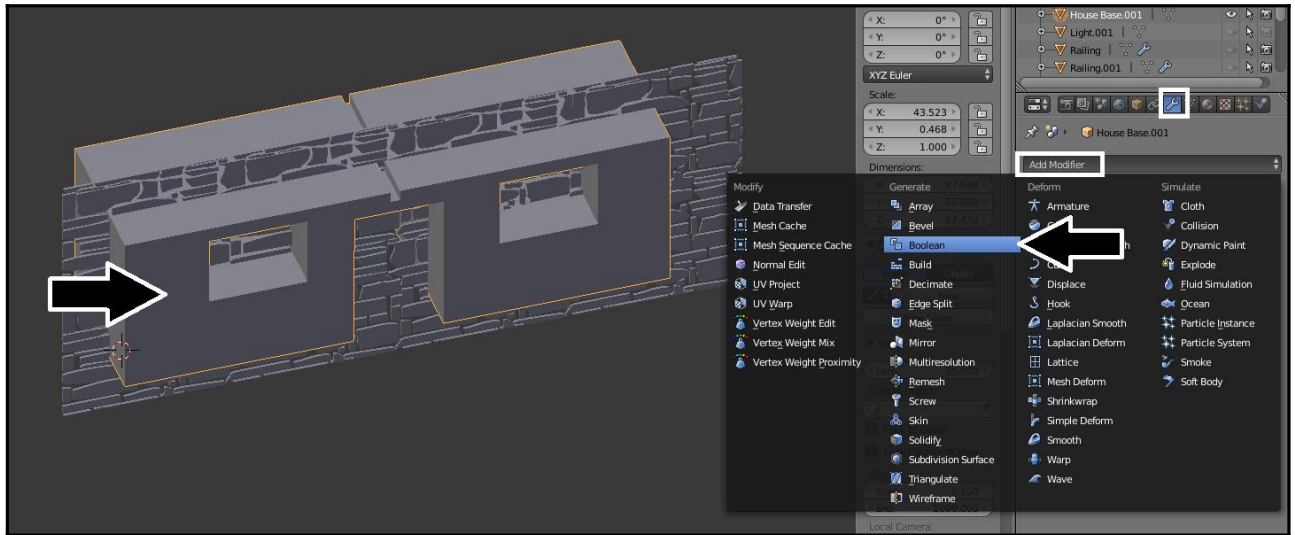 X: 0°
Y: 0°
Z: 0°
XYZ Euler
Scale:
X: 43.523
Y: 0.468
Z: 1.000
Dimensions:
House Base.001
Light.001
Railing
Railing.001
House Base.001
Add Modifier
Modify
Data Transfer
Mesh Cache
Mesh Sequence Cache
Normal Edit
UV Project
UV Warp
Vertex Weight Edit
Vertex Weight Mix
Vertex Weight Proximity
Generate
Array
Bevel
Boolean
Build
Decimate
Edge Split
Mask
Mirror
Multiresolution
Remesh
Screw
Skin
Solidify
Subdivision Surface
Triangulate
Wireframe
Deform
Armature
Displace
Hook
Laplacian Smooth
Laplacian Deform
Lattice
Mesh Deform
Shrinkwrap
Simple Deform
Smooth
Warp
Wave
Simulate
Cloth
Collision
Dynamic Paint
Explode
Fluid Simulation
Ocean
Particle Instance
Particle System
Smoke
Soft Body
Local Camera: